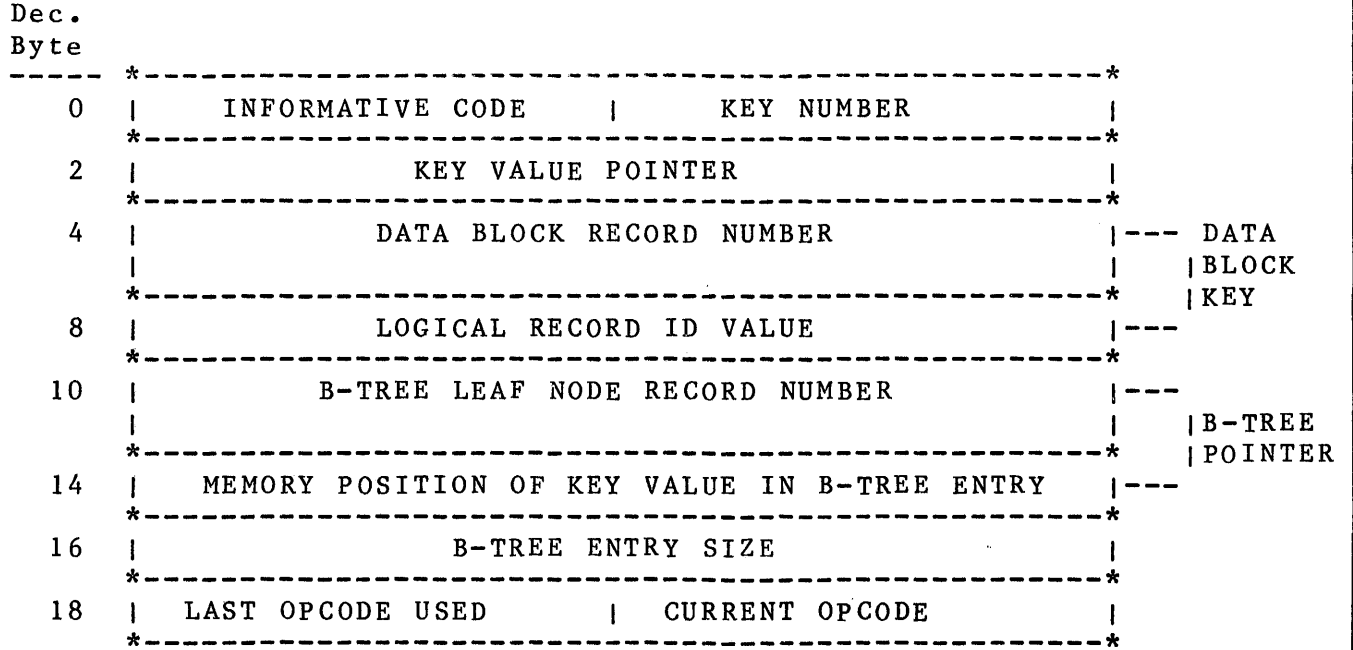 Dec.
Byte
----- *----------------------------------------------------------*
0 | INFORMATIVE CODE | KEY NUMBER |
*----------------------------------------------------------*
2 | KEY VALUE POINTER |
*----------------------------------------------------------*
4 | DATA BLOCK RECORD NUMBER |--- DATA
| | |BLOCK
*----------------------------------------------------------* |KEY
8 | LOGICAL RECORD ID VALUE |---
*----------------------------------------------------------*
10 | B-TREE LEAF NODE RECORD NUMBER |---
| | |B-TREE
*----------------------------------------------------------* |POINTER
14 | MEMORY POSITION OF KEY VALUE IN B-TREE ENTRY |---
*----------------------------------------------------------*
16 | B-TREE ENTRY SIZE |
*----------------------------------------------------------*
18 | LAST OPCODE USED | CURRENT OPCODE |
*----------------------------------------------------------*